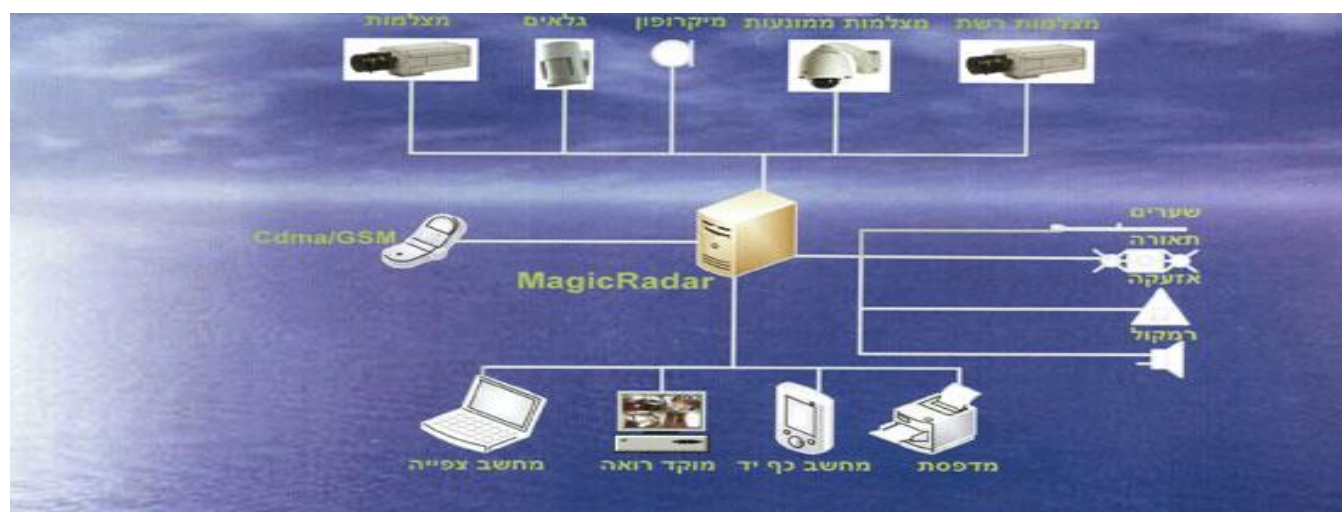 מצלמות רשת
מצלמות ממונעות
מיקרופון
גלאים
מצלמות
שערים
תאורה
אזעקה
רמקול
Cdma/GSM
MagicRadar
מדפסת
מחשב כף יד
מוקד רואה
מחשב צפייה